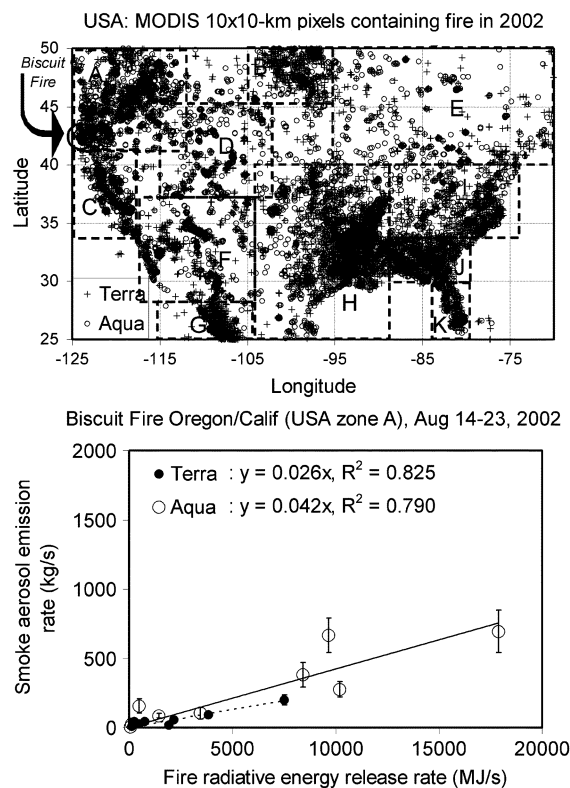 USA: MODIS 10x10-km pixels containing fire in 2002
Biscuit
Fire
50
45
40
35
30
25
Latitude
A
B
C
D
E
F
G
H
I
J
K
+ Terra
○ Aqua
-125 -115 -105 -95 -85 -75
Longitude
Biscuit Fire Oregon/Calif (USA zone A), Aug 14-23, 2002
Smoke aerosol emission
rate (kg/s)
2000
1500
1000
500
0
● Terra : y = 0.026x, R² = 0.825
○ Aqua : y = 0.042x, R² = 0.790
0 5000 10000 15000 20000
Fire radiative energy release rate (MJ/s)